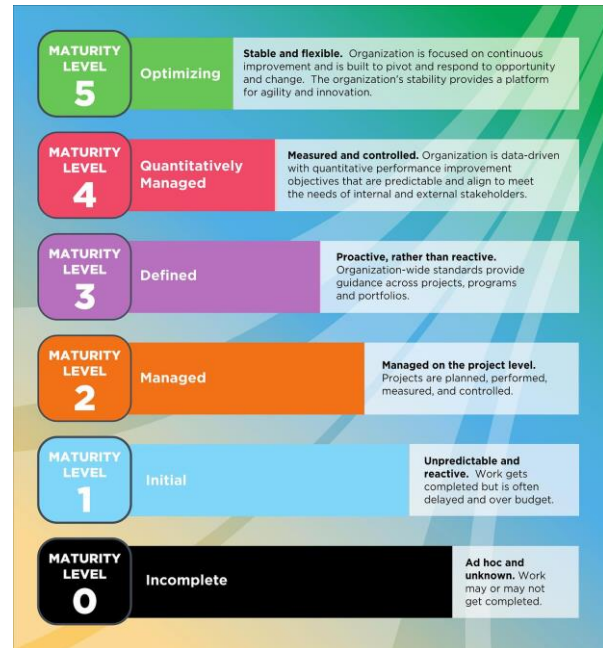 MATURITY
LEVEL
5
Optimizing
Stable and flexible. Organization is focused on continuous
improvement and is built to pivot and respond to opportunity
and change. The organization's stability provides a platform
for agility and innovation.
MATURITY
LEVEL
4
Quantitatively
Managed
Measured and controlled. Organization is data-driven
with quantitative performance improvement
objectives that are predictable and align to meet
the needs of internal and external stakeholders.
MATURITY
LEVEL
3
Defined
Proactive, rather than reactive.
Organization-wide standards provide
guidance across projects, programs
and portfolios.
MATURITY
LEVEL
2
Managed
Managed on the project level.
Projects are planned, performed,
measured, and controlled.
MATURITY
LEVEL
1
Initial
Unpredictable and
reactive. Work gets
completed but is often
delayed and over budget.
MATURITY
LEVEL
0
Incomplete
Ad hoc and
unknown. Work
may or may not
get completed.